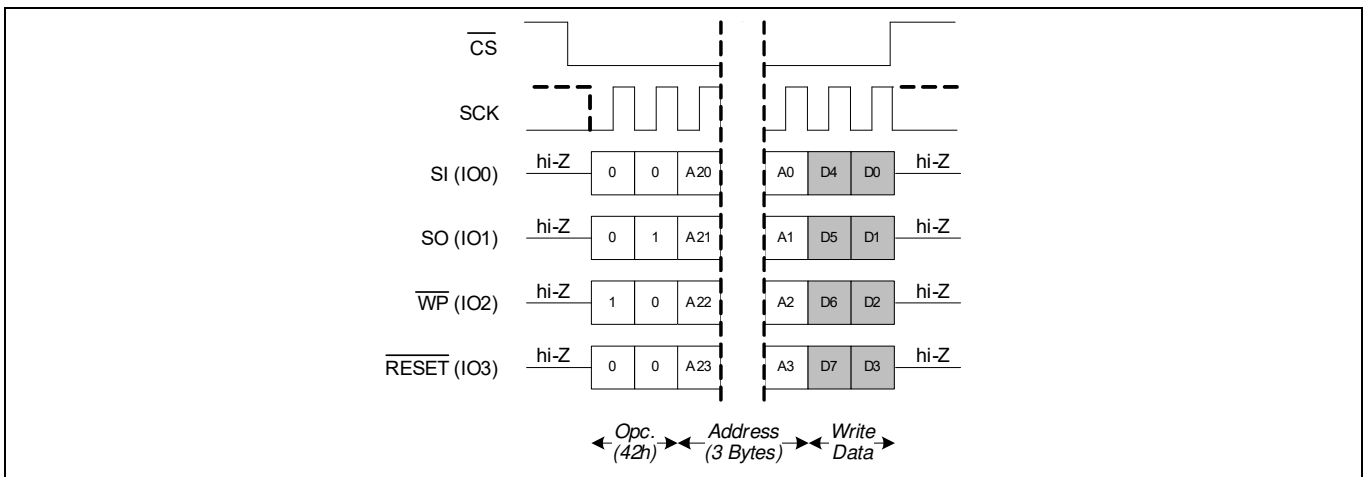 CS
SCK
SI (IO0) hi-Z 0 0 A20 A0 D4 D0 hi-Z
SO (IO1) hi-Z 0 1 A21 A1 D5 D1 hi-Z
WP (IO2) hi-Z 1 0 A22 A2 D6 D2 hi-Z
RESET (IO3) hi-Z 0 0 A23 A3 D7 D3 hi-Z
Opc. Address Write
(42h) (3 Bytes) Data